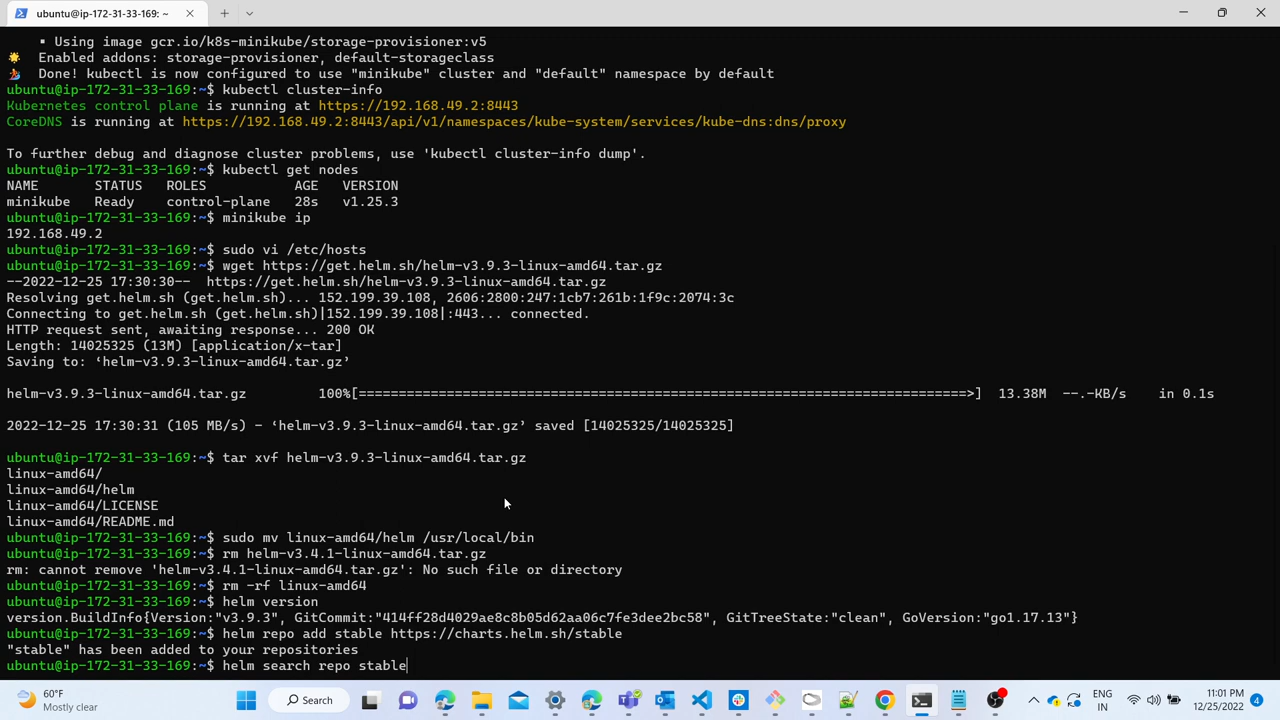 ubuntu@ip-172-31-33-169: ~
▪ Using image gcr.io/k8s-minikube/storage-provisioner:v5
🌟  Enabled addons: storage-provisioner, default-storageclass
🏄  Done! kubectl is now configured to use "minikube" cluster and "default" namespace by default
ubuntu@ip-172-31-33-169:~$ kubectl cluster-info
Kubernetes control plane is running at https://192.168.49.2:8443
CoreDNS is running at https://192.168.49.2:8443/api/v1/namespaces/kube-system/services/kube-dns:dns/proxy
To further debug and diagnose cluster problems, use 'kubectl cluster-info dump'.
ubuntu@ip-172-31-33-169:~$ kubectl get nodes
NAME       STATUS   ROLES           AGE   VERSION
minikube   Ready    control-plane   28s   v1.25.3
ubuntu@ip-172-31-33-169:~$ minikube ip
192.168.49.2
ubuntu@ip-172-31-33-169:~$ sudo vi /etc/hosts
ubuntu@ip-172-31-33-169:~$ wget https://get.helm.sh/helm-v3.9.3-linux-amd64.tar.gz
--2022-12-25 17:30:30--  https://get.helm.sh/helm-v3.9.3-linux-amd64.tar.gz
Resolving get.helm.sh (get.helm.sh)... 152.199.39.108, 2606:2800:247:1cb7:261b:1f9c:2074:3c
Connecting to get.helm.sh (get.helm.sh)|152.199.39.108|:443... connected.
HTTP request sent, awaiting response... 200 OK
Length: 14025325 (13M) [application/x-tar]
Saving to: ‘helm-v3.9.3-linux-amd64.tar.gz’
helm-v3.9.3-linux-amd64.tar.gz         100%[============================================================================>]  13.38M  --.-KB/s    in 0.1s
2022-12-25 17:30:31 (105 MB/s) - ‘helm-v3.9.3-linux-amd64.tar.gz’ saved [14025325/14025325]
ubuntu@ip-172-31-33-169:~$ tar xvf helm-v3.9.3-linux-amd64.tar.gz
linux-amd64/
linux-amd64/helm
linux-amd64/LICENSE
linux-amd64/README.md
ubuntu@ip-172-31-33-169:~$ sudo mv linux-amd64/helm /usr/local/bin
ubuntu@ip-172-31-33-169:~$ rm helm-v3.4.1-linux-amd64.tar.gz
rm: cannot remove 'helm-v3.4.1-linux-amd64.tar.gz': No such file or directory
ubuntu@ip-172-31-33-169:~$ rm -rf linux-amd64
ubuntu@ip-172-31-33-169:~$ helm version
version.BuildInfo{Version:"v3.9.3", GitCommit:"414ff28d4029ae8c8b05d62aa06c7fe3dee2bc58", GitTreeState:"clean", GoVersion:"go1.17.13"}
ubuntu@ip-172-31-33-169:~$ helm repo add stable https://charts.helm.sh/stable
"stable" has been added to your repositories
ubuntu@ip-172-31-33-169:~$ helm search repo stable
60°F
Mostly clear
Search
ENG
IN
11:01 PM
12/25/2022
4